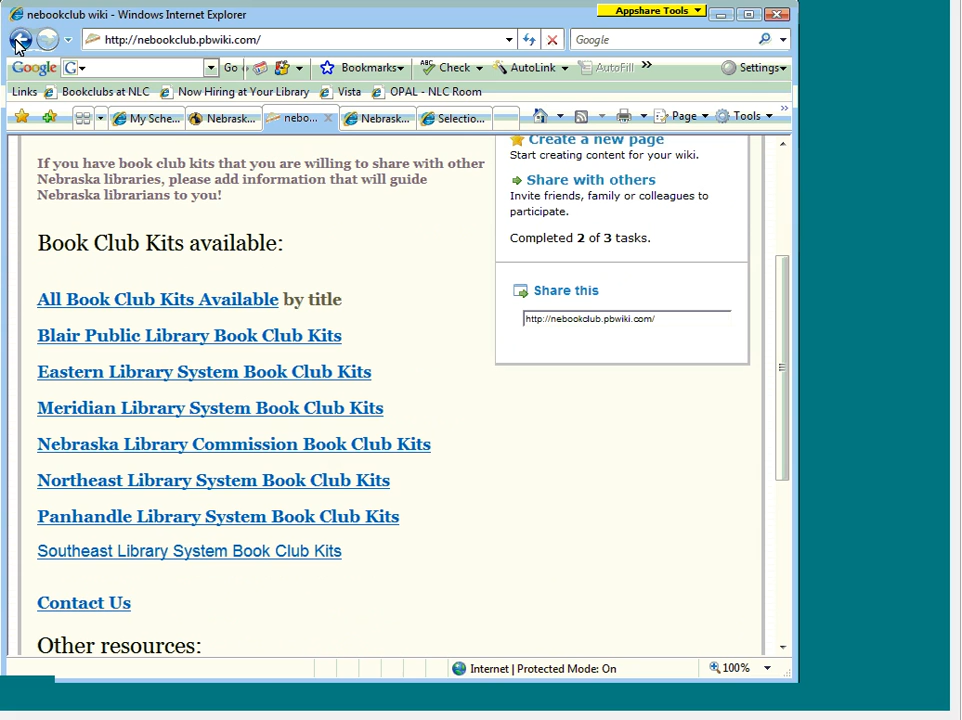 nebookclub wiki - Windows Internet Explorer
Appshare Tools
http://nebookclub.pbwiki.com/
Google
Google G Go Bookmarks ABC Check AutoLink AutoFill » Settings
Links Bookclubs at NLC Now Hiring at Your Library Vista OPAL - NLC Room
My Sche... Nebrask... nebo... Nebrask... Selectio... Page Tools »
If you have book club kits that you are willing to share with other
Nebraska libraries, please add information that will guide
Nebraska librarians to you!
Book Club Kits available:
All Book Club Kits Available by title
Blair Public Library Book Club Kits
Eastern Library System Book Club Kits
Meridian Library System Book Club Kits
Nebraska Library Commission Book Club Kits
Northeast Library System Book Club Kits
Panhandle Library System Book Club Kits
Southeast Library System Book Club Kits
Contact Us
Other resources:
Create a new page
Start creating content for your wiki.
Share with others
Invite friends, family or colleagues to
participate.
Completed 2 of 3 tasks.
Share this
http://nebookclub.pbwiki.com/
Internet | Protected Mode: On
100%